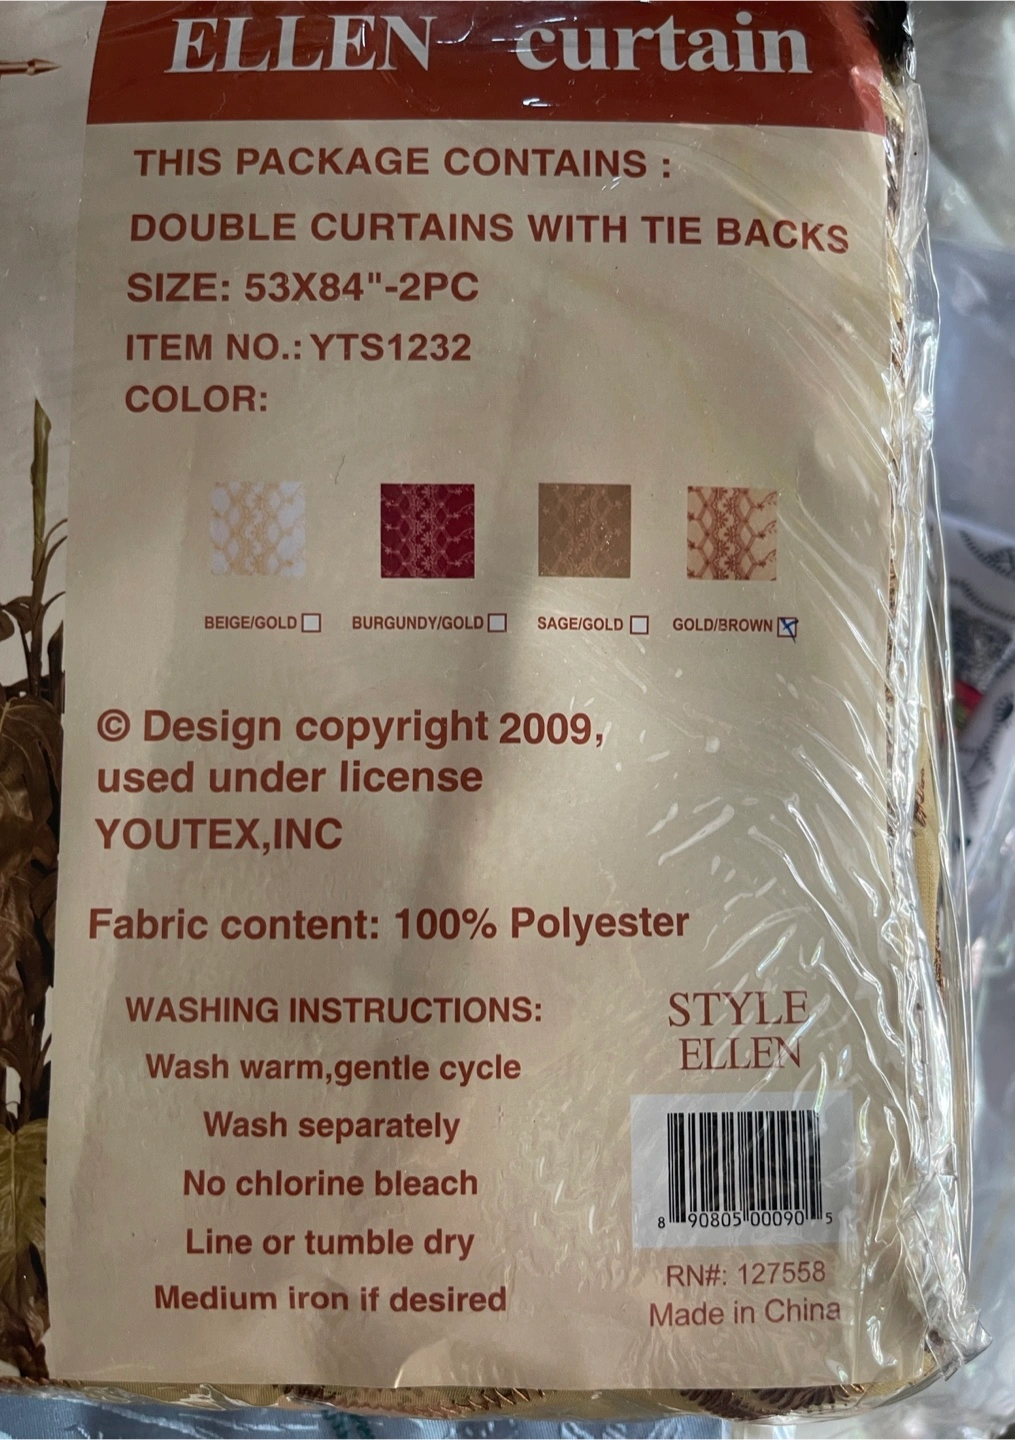 ELLEN curtain
THIS PACKAGE CONTAINS :
DOUBLE CURTAINS WITH TIE BACKS
SIZE: 53X84"-2PC
ITEM NO.: YTS1232
COLOR:
BEIGE/GOLD BURGUNDY/GOLD SAGE/GOLD GOLD/BROWN
© Design copyright 2009,
used under license
YOUTEX,INC
Fabric content: 100% Polyester
WASHING INSTRUCTIONS:
Wash warm,gentle cycle
Wash separately
No chlorine bleach
Line or tumble dry
Medium iron if desired
STYLE
ELLEN
8 90805 00090 5
RN#: 127558
Made in China